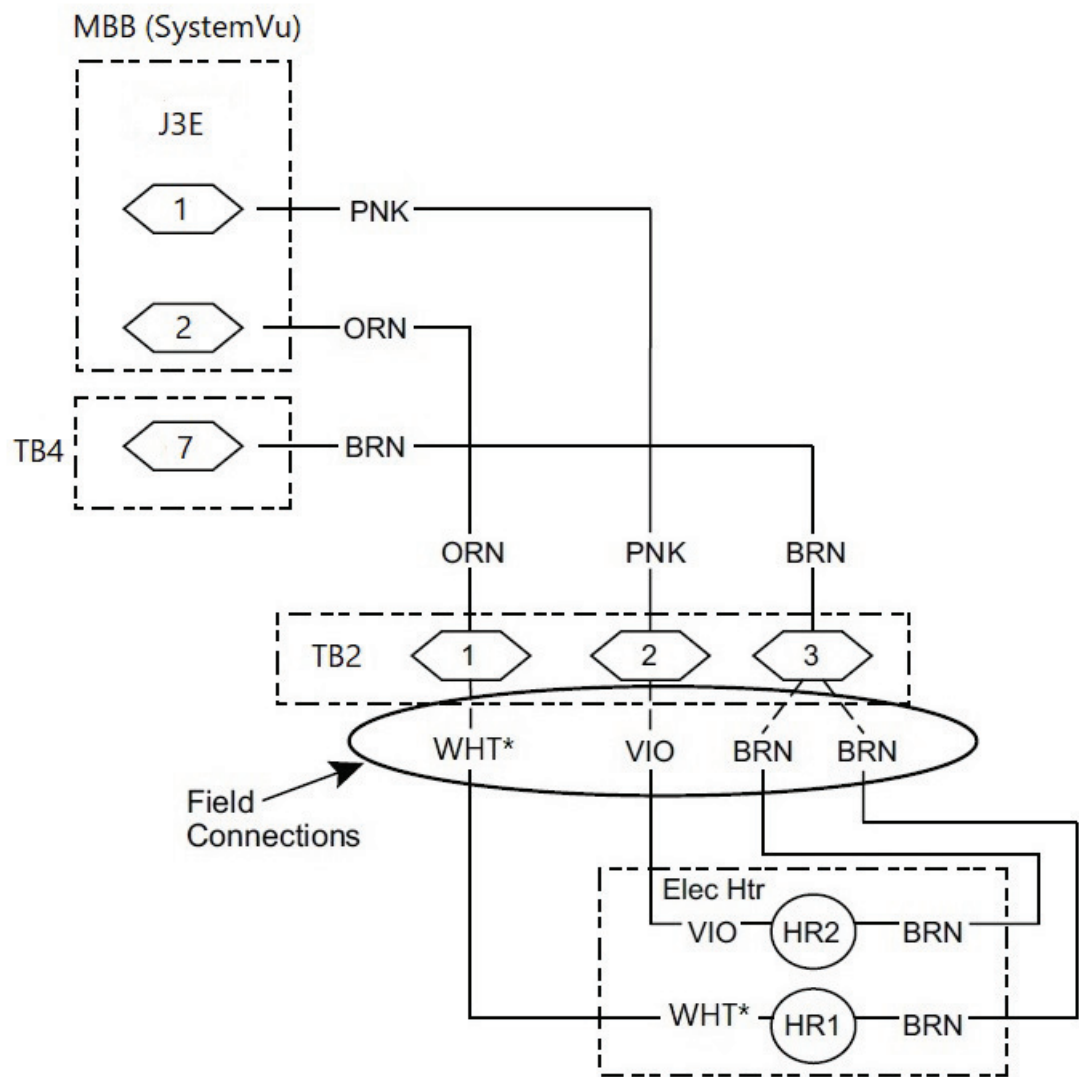 MBB (SystemVu)
J3E
1
PNK
2
ORN
TB4
7
BRN
ORN
PNK
BRN
TB2
1
2
3
WHT*
VIO
BRN
BRN
Field
Connections
Elec Htr
VIO
HR2
BRN
WHT*
HR1
BRN